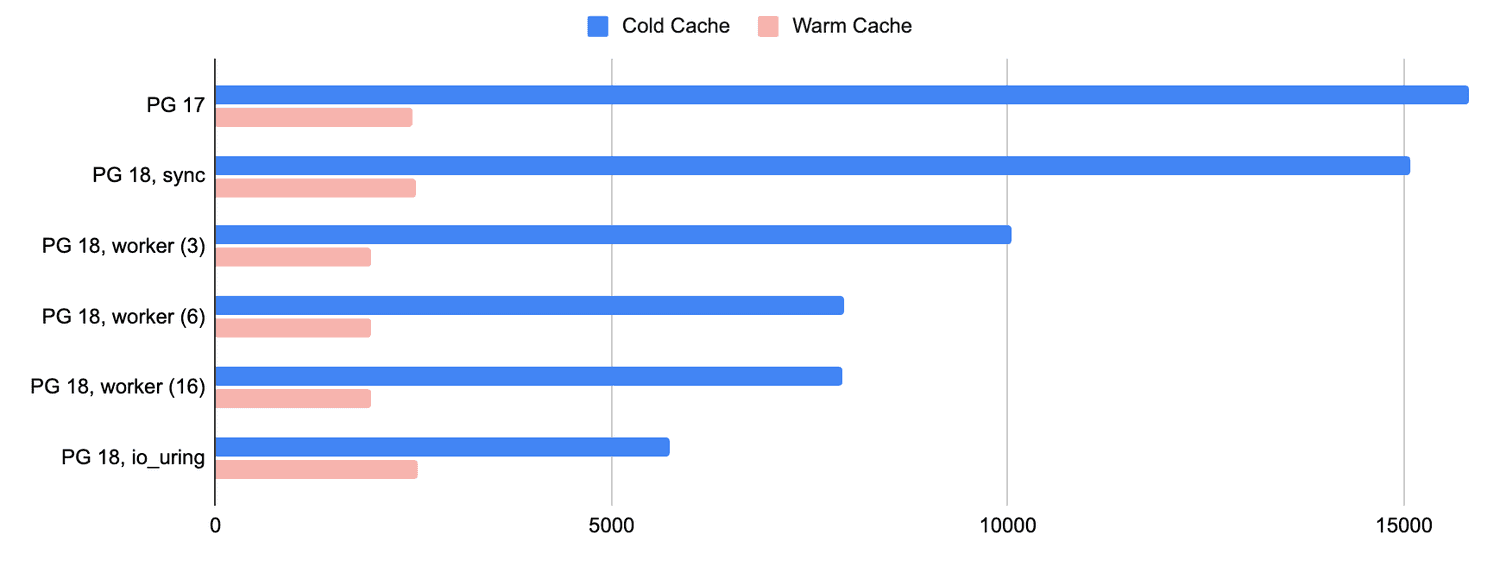 Cold Cache Warm Cache
PG 17
PG 18, sync
PG 18, worker (3)
PG 18, worker (6)
PG 18, worker (16)
PG 18, io_uring
0 5000 10000 15000